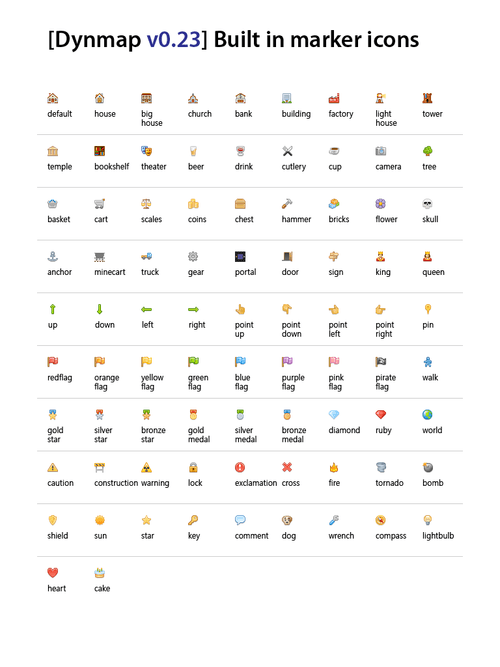 [Dynmap v0.23] Built in marker icons
default house big house church bank building factory light house tower
temple bookshelf theater beer drink cutlery cup camera tree
basket cart scales coins chest hammer bricks flower skull
anchor minecart truck gear portal door sign king queen
up down left right point up point down point left point right pin
redflag orange flag yellow flag green flag blue flag purple flag pink flag pirate flag walk
gold star silver star bronze star gold medal silver medal bronze medal diamond ruby world
caution construction warning lock exclamation cross fire tornado bomb
shield sun star key comment dog wrench compass lightbulb
heart cake